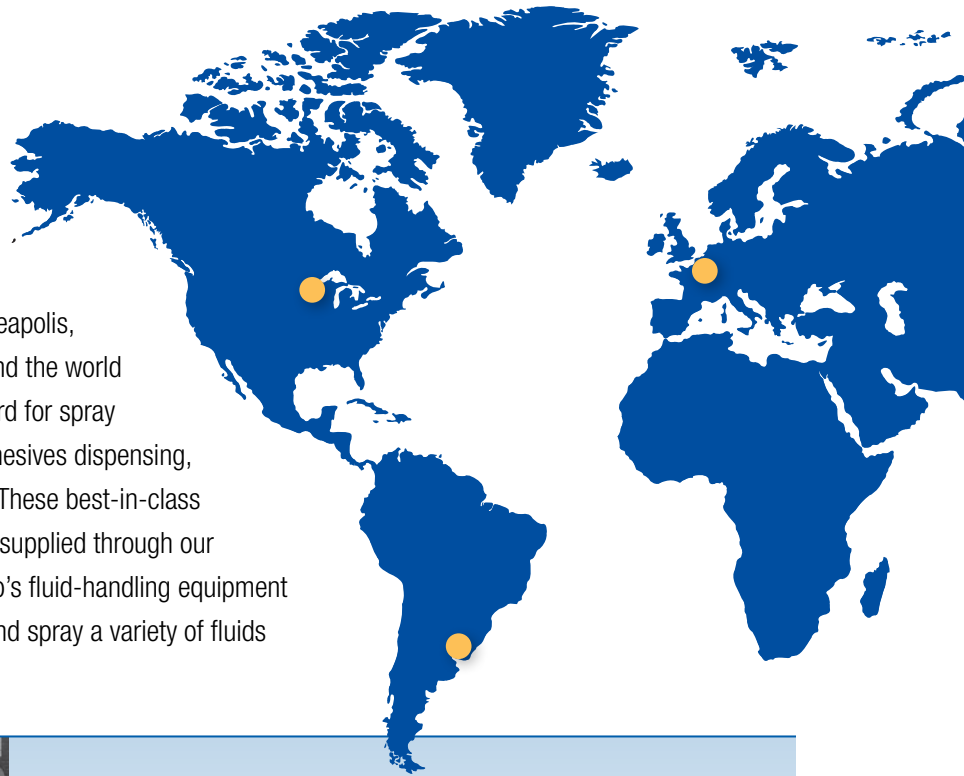 eapolis,
nd the world
rd for spray
nesives dispensing,
These best-in-class
supplied through our
o's fluid-handling equipment
nd spray a variety of fluids